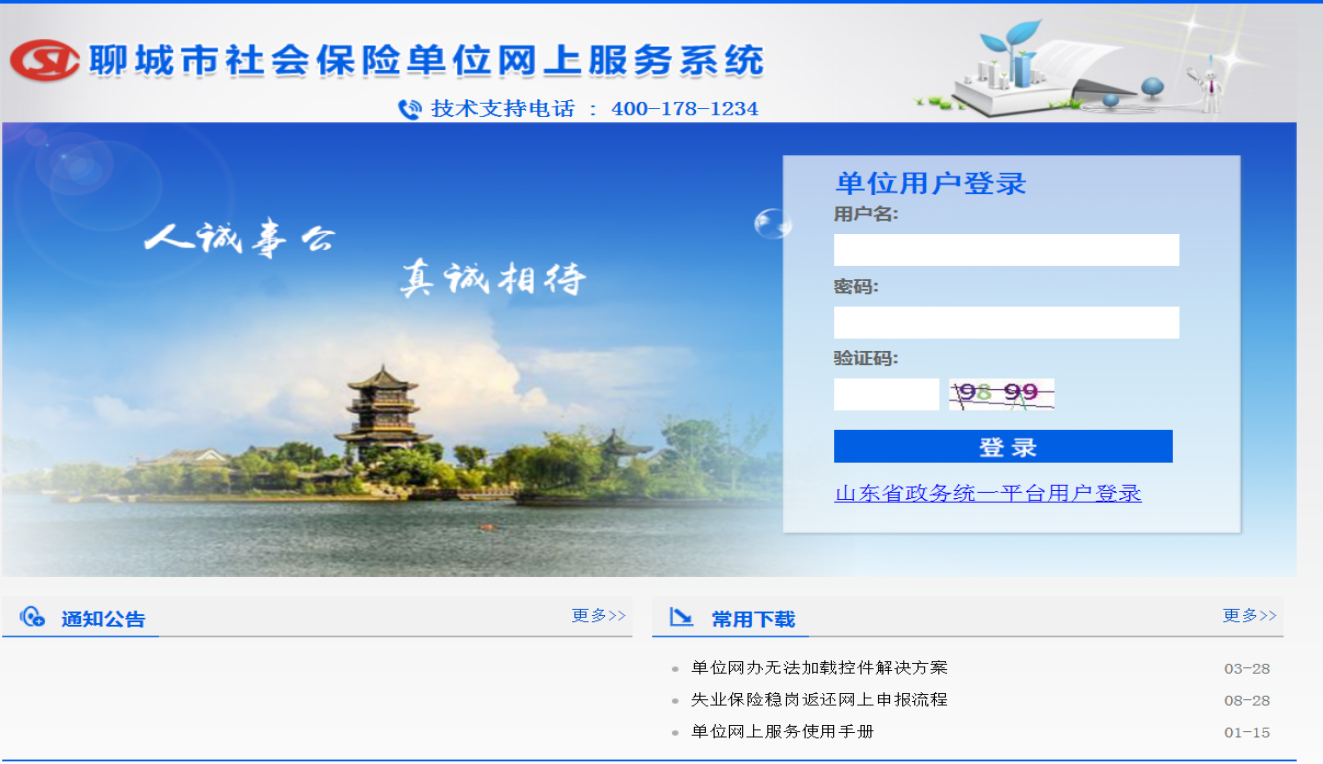 聊城市社会保险单位网上服务系统
技术支持电话 : 400-178-1234
人诚事公
真诚相待
单位用户登录
用户名:
密码:
验证码:
98 99
登 录
山东省政务统一平台用户登录
通知公告 更多>>
常用下载 更多>>
单位网办无法加载控件解决方案 03-28
失业保险稳岗返还网上申报流程 08-28
单位网上服务使用手册 01-15